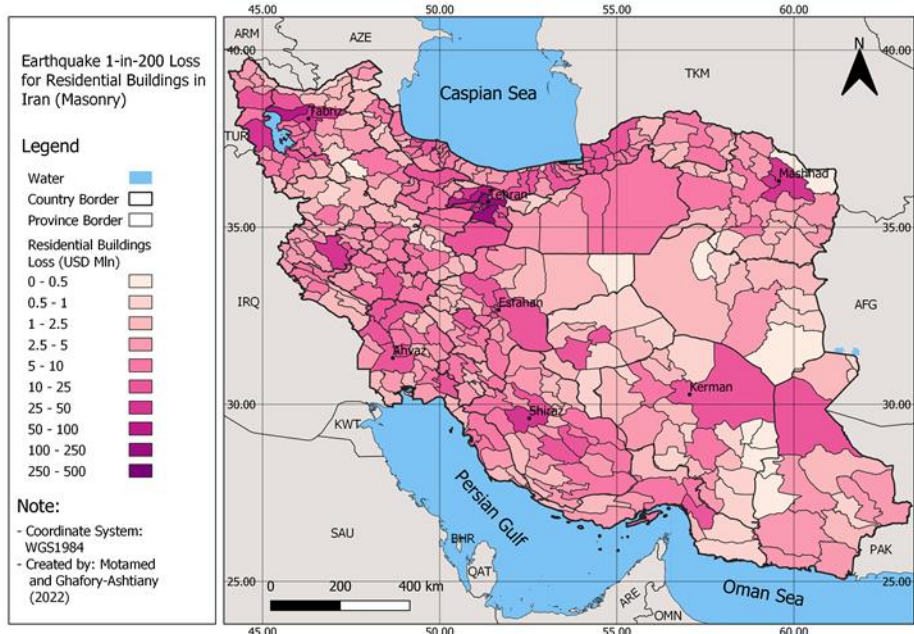 Earthquake 1-in-200 Loss
for Residential Buildings in
Iran (Masonry)
Legend
Water
Country Border
Province Border
Residential Buildings
Loss (USD Mln)
0 - 0.5
0.5 - 1
1 - 2.5
2.5 - 5
5 - 10
10 - 25
25 - 50
50 - 100
100 - 250
250 - 500
Note:
- Coordinate System:
WGS1984
- Created by: Motamed
and Ghafory-Ashtiany
(2022)
45.00 50.00 55.00 60.00
ARM
AZE
40.00 40.00
N
TKM
Caspian Sea
Tabriz
TUR
Mashhad
Tehran
35.00 35.00
IRQ
Esfahan
AFG
Ahvaz
Kerman
30.00 30.00
Shiraz
KWT
Persian Gulf
SAU
BHR
QAT
PAK
25.00 25.00
ARE
OMN
Oman Sea
0 200 400 km
45.00 50.00 55.00 60.00